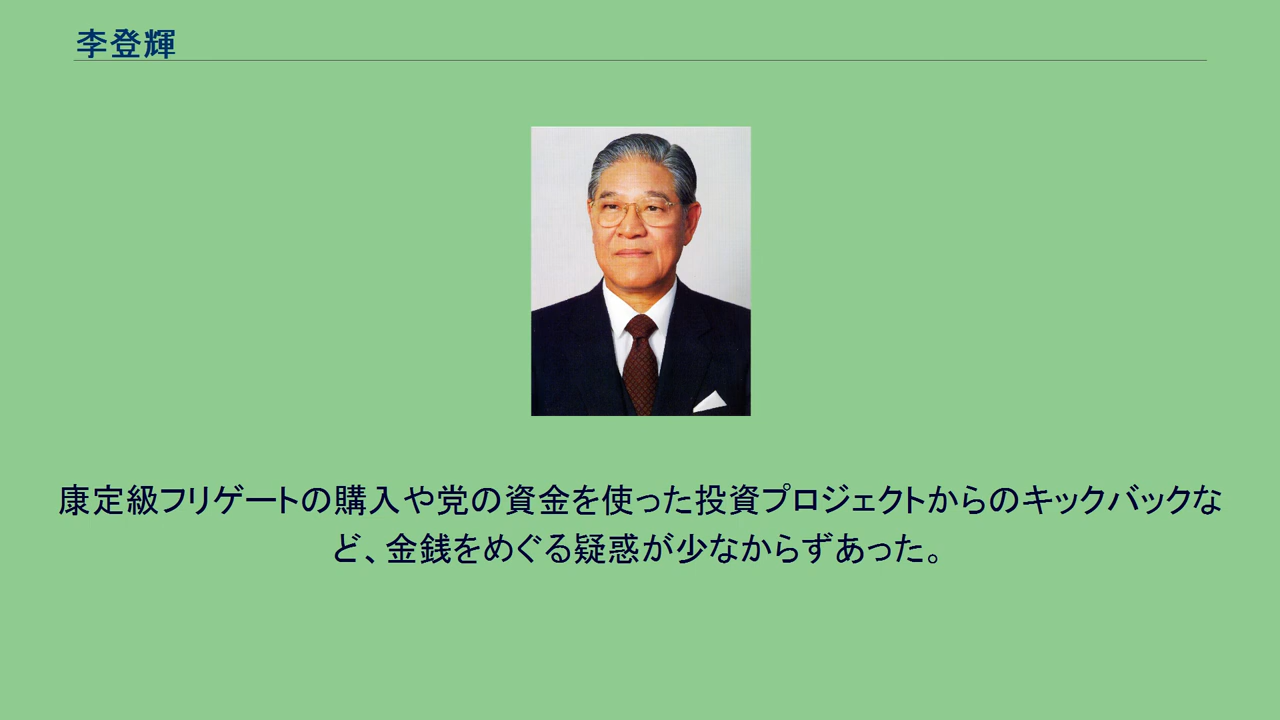 李登輝
康定級フリゲートの購入や党の資金を使った投資プロジェクトからのキックバックな
ど、金銭をめぐる疑惑が少なからずあった。